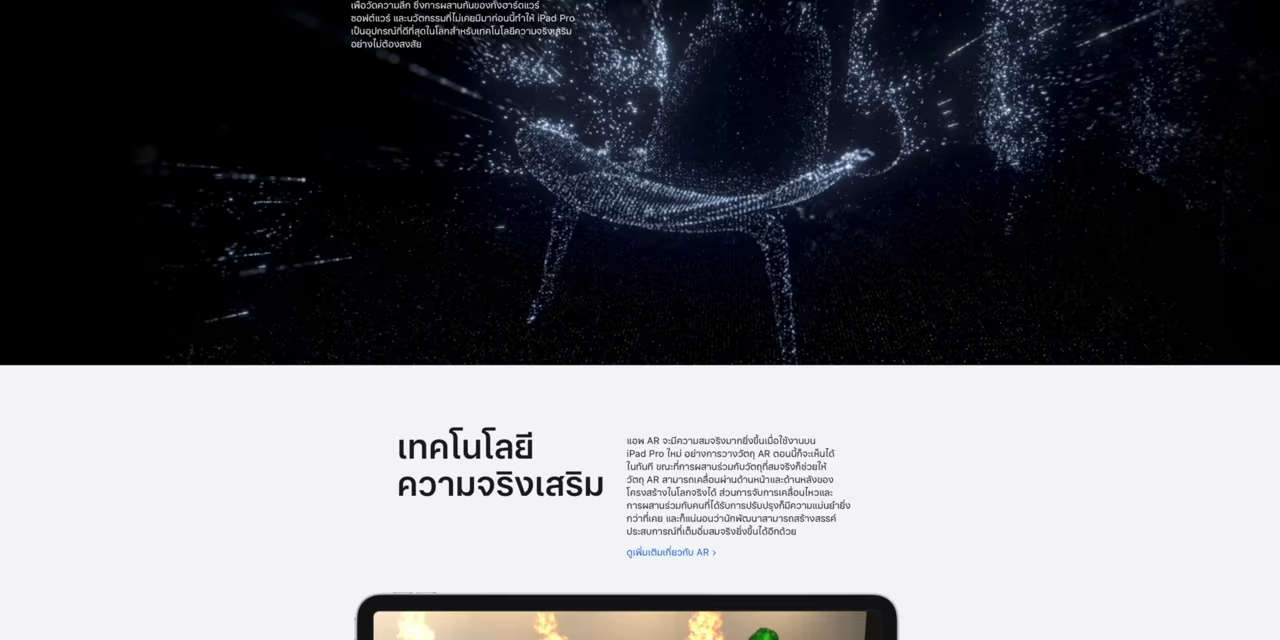 เพื่อวัดความลึก ซึ่งการผสานกันของทั้งฮาร์ดแวร์
ซอฟต์แวร์ และนวัตกรรมที่ไม่เคยมีมาก่อนนี้ทำให้ iPad Pro
เป็นอุปกรณ์ที่ดีที่สุดในโลกสำหรับเทคโนโลยีความจริงเสริม
อย่างไม่ต้องสงสัย
เทคโนโลยี
ความจริงเสริม
แอพ AR จะมีความสมจริงมากยิ่งขึ้นเมื่อใช้งานบน
iPad Pro ใหม่ อย่างการวางวัตถุ AR ตอนนี้ก็จะเห็นได้
ในทันที ขณะที่การผสานร่วมกับวัตถุที่สมจริงก็ช่วยให้
วัตถุ AR สามารถเคลื่อนผ่านด้านหน้าและด้านหลังของ
โครงสร้างในโลกจริงได้ ส่วนการจับการเคลื่อนไหวและ
การผสานร่วมกับคนที่ได้รับการปรับปรุงก็มีความแม่นยำยิ่ง
กว่าที่เคย และก็แน่นอนว่านักพัฒนาสามารถสร้างสรรค์
ประสบการณ์ที่เต็มอิ่มสมจริงยิ่งขึ้นได้อีกด้วย
ดูเพิ่มเติมเกี่ยวกับ AR ›